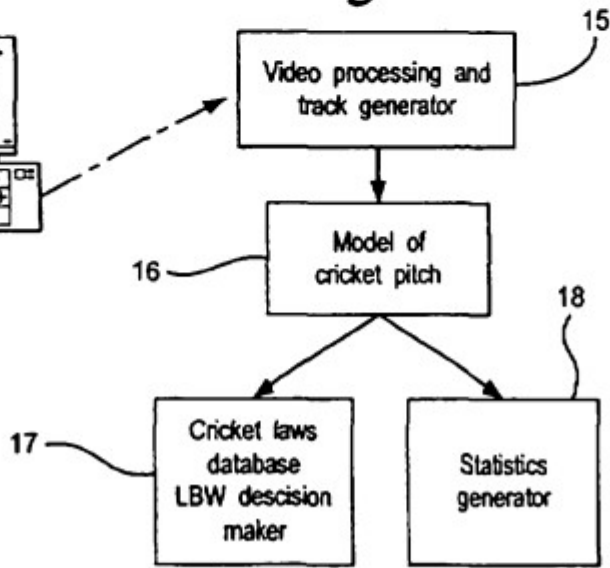 15
Video processing and
track generator
16
Model of
cricket pitch
18
17
Cricket laws
database
LBW descision
maker
Statistics
generator